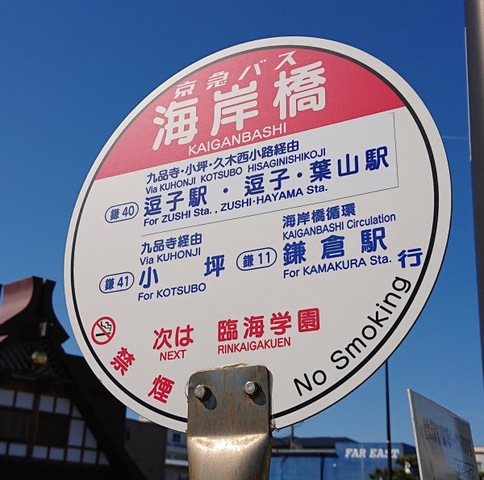 京急バス
海岸橋
KAIGANBASHI
九品寺・小坪・久木西小路経由
Via KUHONJI KOTSUBO HISAGINISHIKOJI
鎌40 逗子駅・逗子・葉山駅
For ZUSHI Sta. , ZUSHI・HAYAMA Sta.
九品寺経由
Via KUHONJI
鎌41 小坪
For KOTSUBO
海岸橋循環
KAIGANBASHI Circulation
鎌11 鎌倉駅
For KAMAKURA Sta.
行
次は 臨海学園
NEXT RINKAIGAKUEN
禁煙
No Smoking
FAR EAST